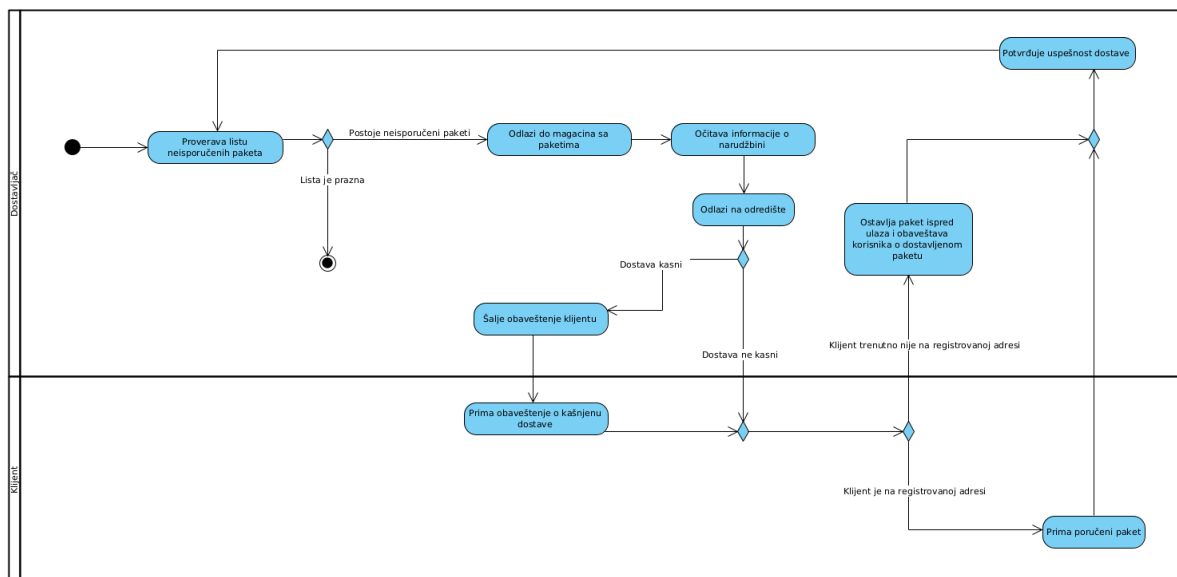 Dostavljač
Potvrđuje uspešnost dostave
Proverava listu
neisporučenih paketa
Postoje neisporučeni paketi
Odlazi do magacina sa
paketima
Očitava informacije o
narudžbini
Lista je prazna
Odlazi na odredište
Ostavlja paket ispred
ulaza i obaveštava
korisnika o dostavljenom
paketu
Dostava kasni
Šalje obaveštenje klijentu
Dostava ne kasni
Klijent trenutno nije na registrovanoj adresi
Klijent
Prima obaveštenje o kašnjenu
dostave
Klijent je na registrovanoj adresi
Prima poručeni paket